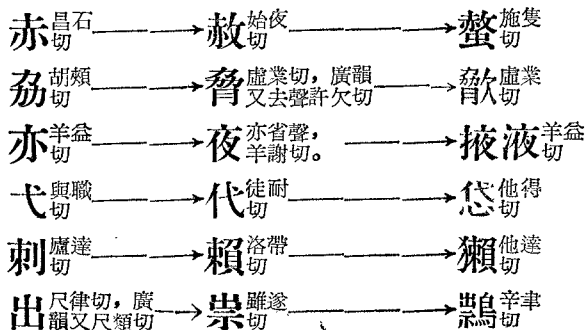 赤昌石切——→赦始夜切——→螫施隻切
劦胡頰切——→脅虛業切，廣韻又去聲許欠切——→㰸虛業切
亦羊益切——→夜亦省聲，羊謝切。——→掖液羊益切
弋與職切——→代徒耐切——→㤥他得切
剌盧達切——→賴洛帶切——→獺他達切
出尺律切，廣韻又尺類切——→祟雖遂切——→辛聿切